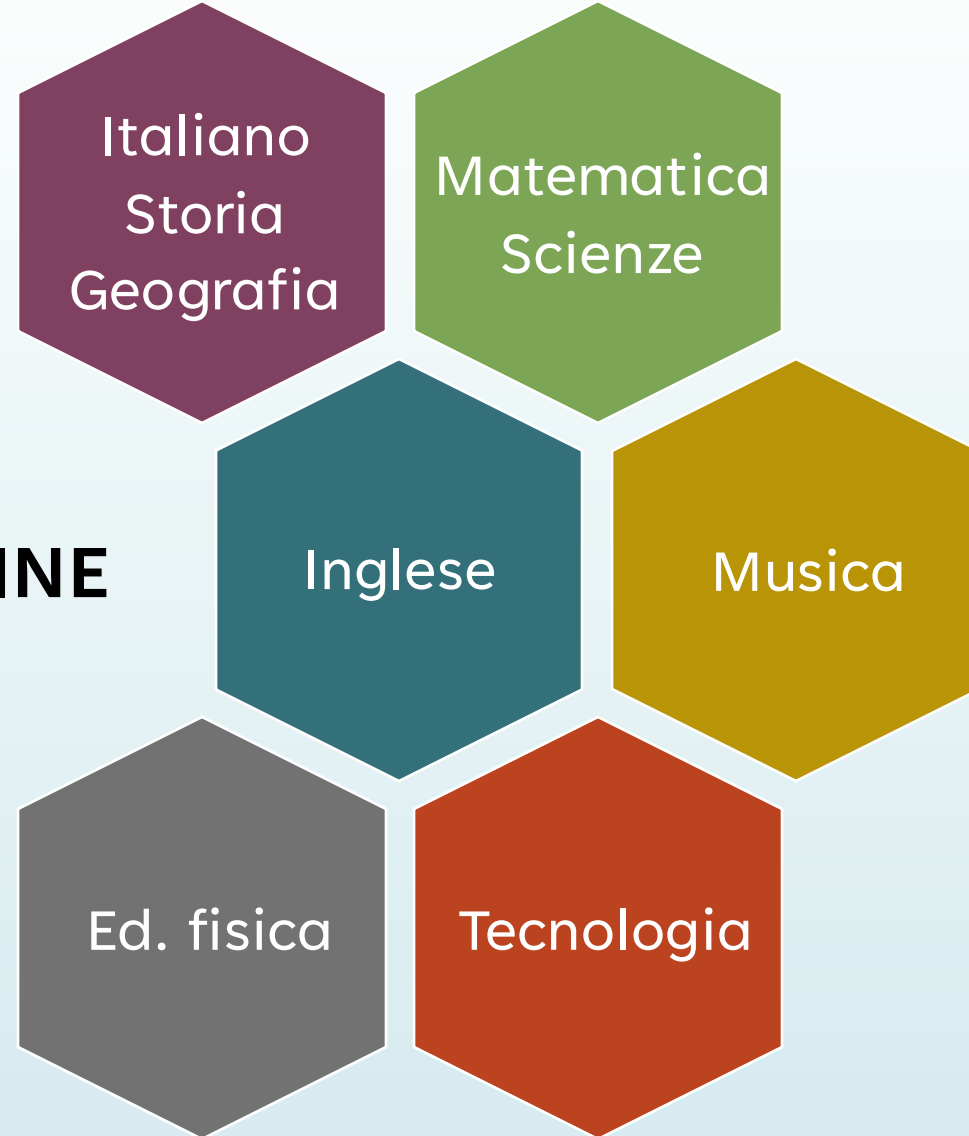 Italiano
Storia
Geografia
Matematica
Scienze
INE
Inglese
Musica
Ed. fisica
Tecnologia